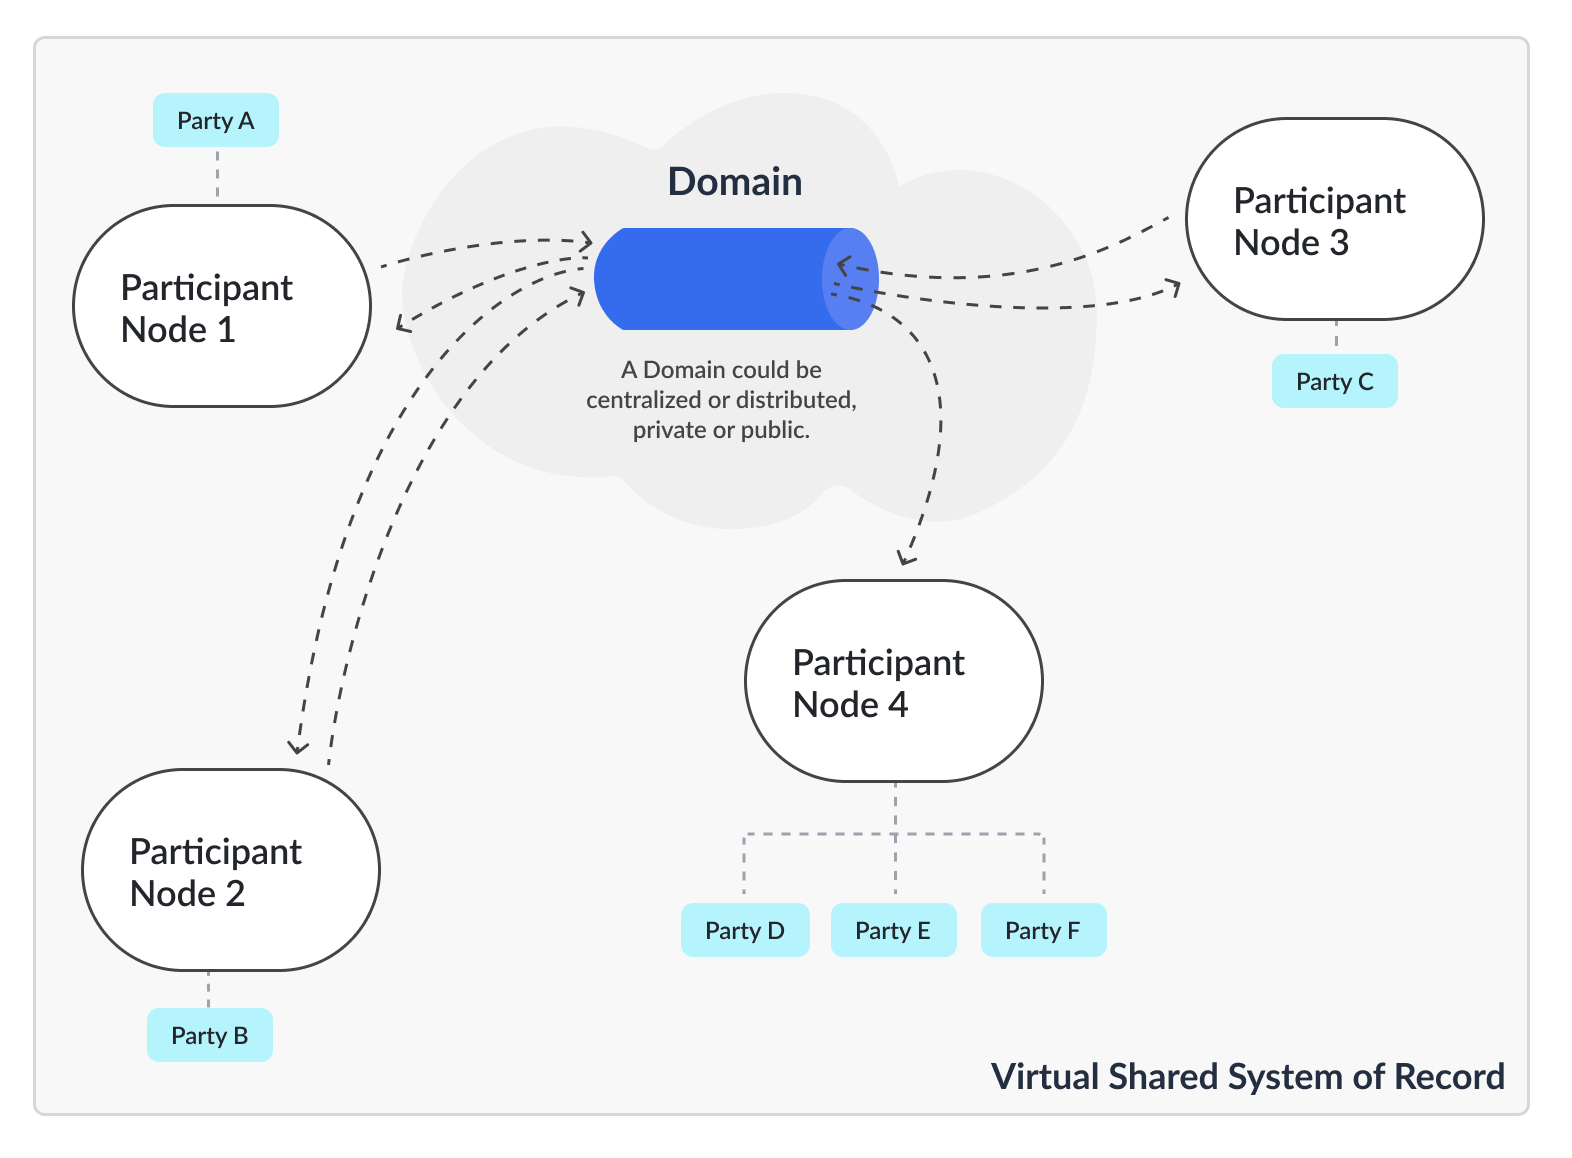 Party A
Participant
Node 1
Domain
A Domain could be
centralized or distributed,
private or public.
Participant
Node 3
Party C
Participant
Node 4
Party D
Party E
Party F
Participant
Node 2
Party B
Virtual Shared System of Record